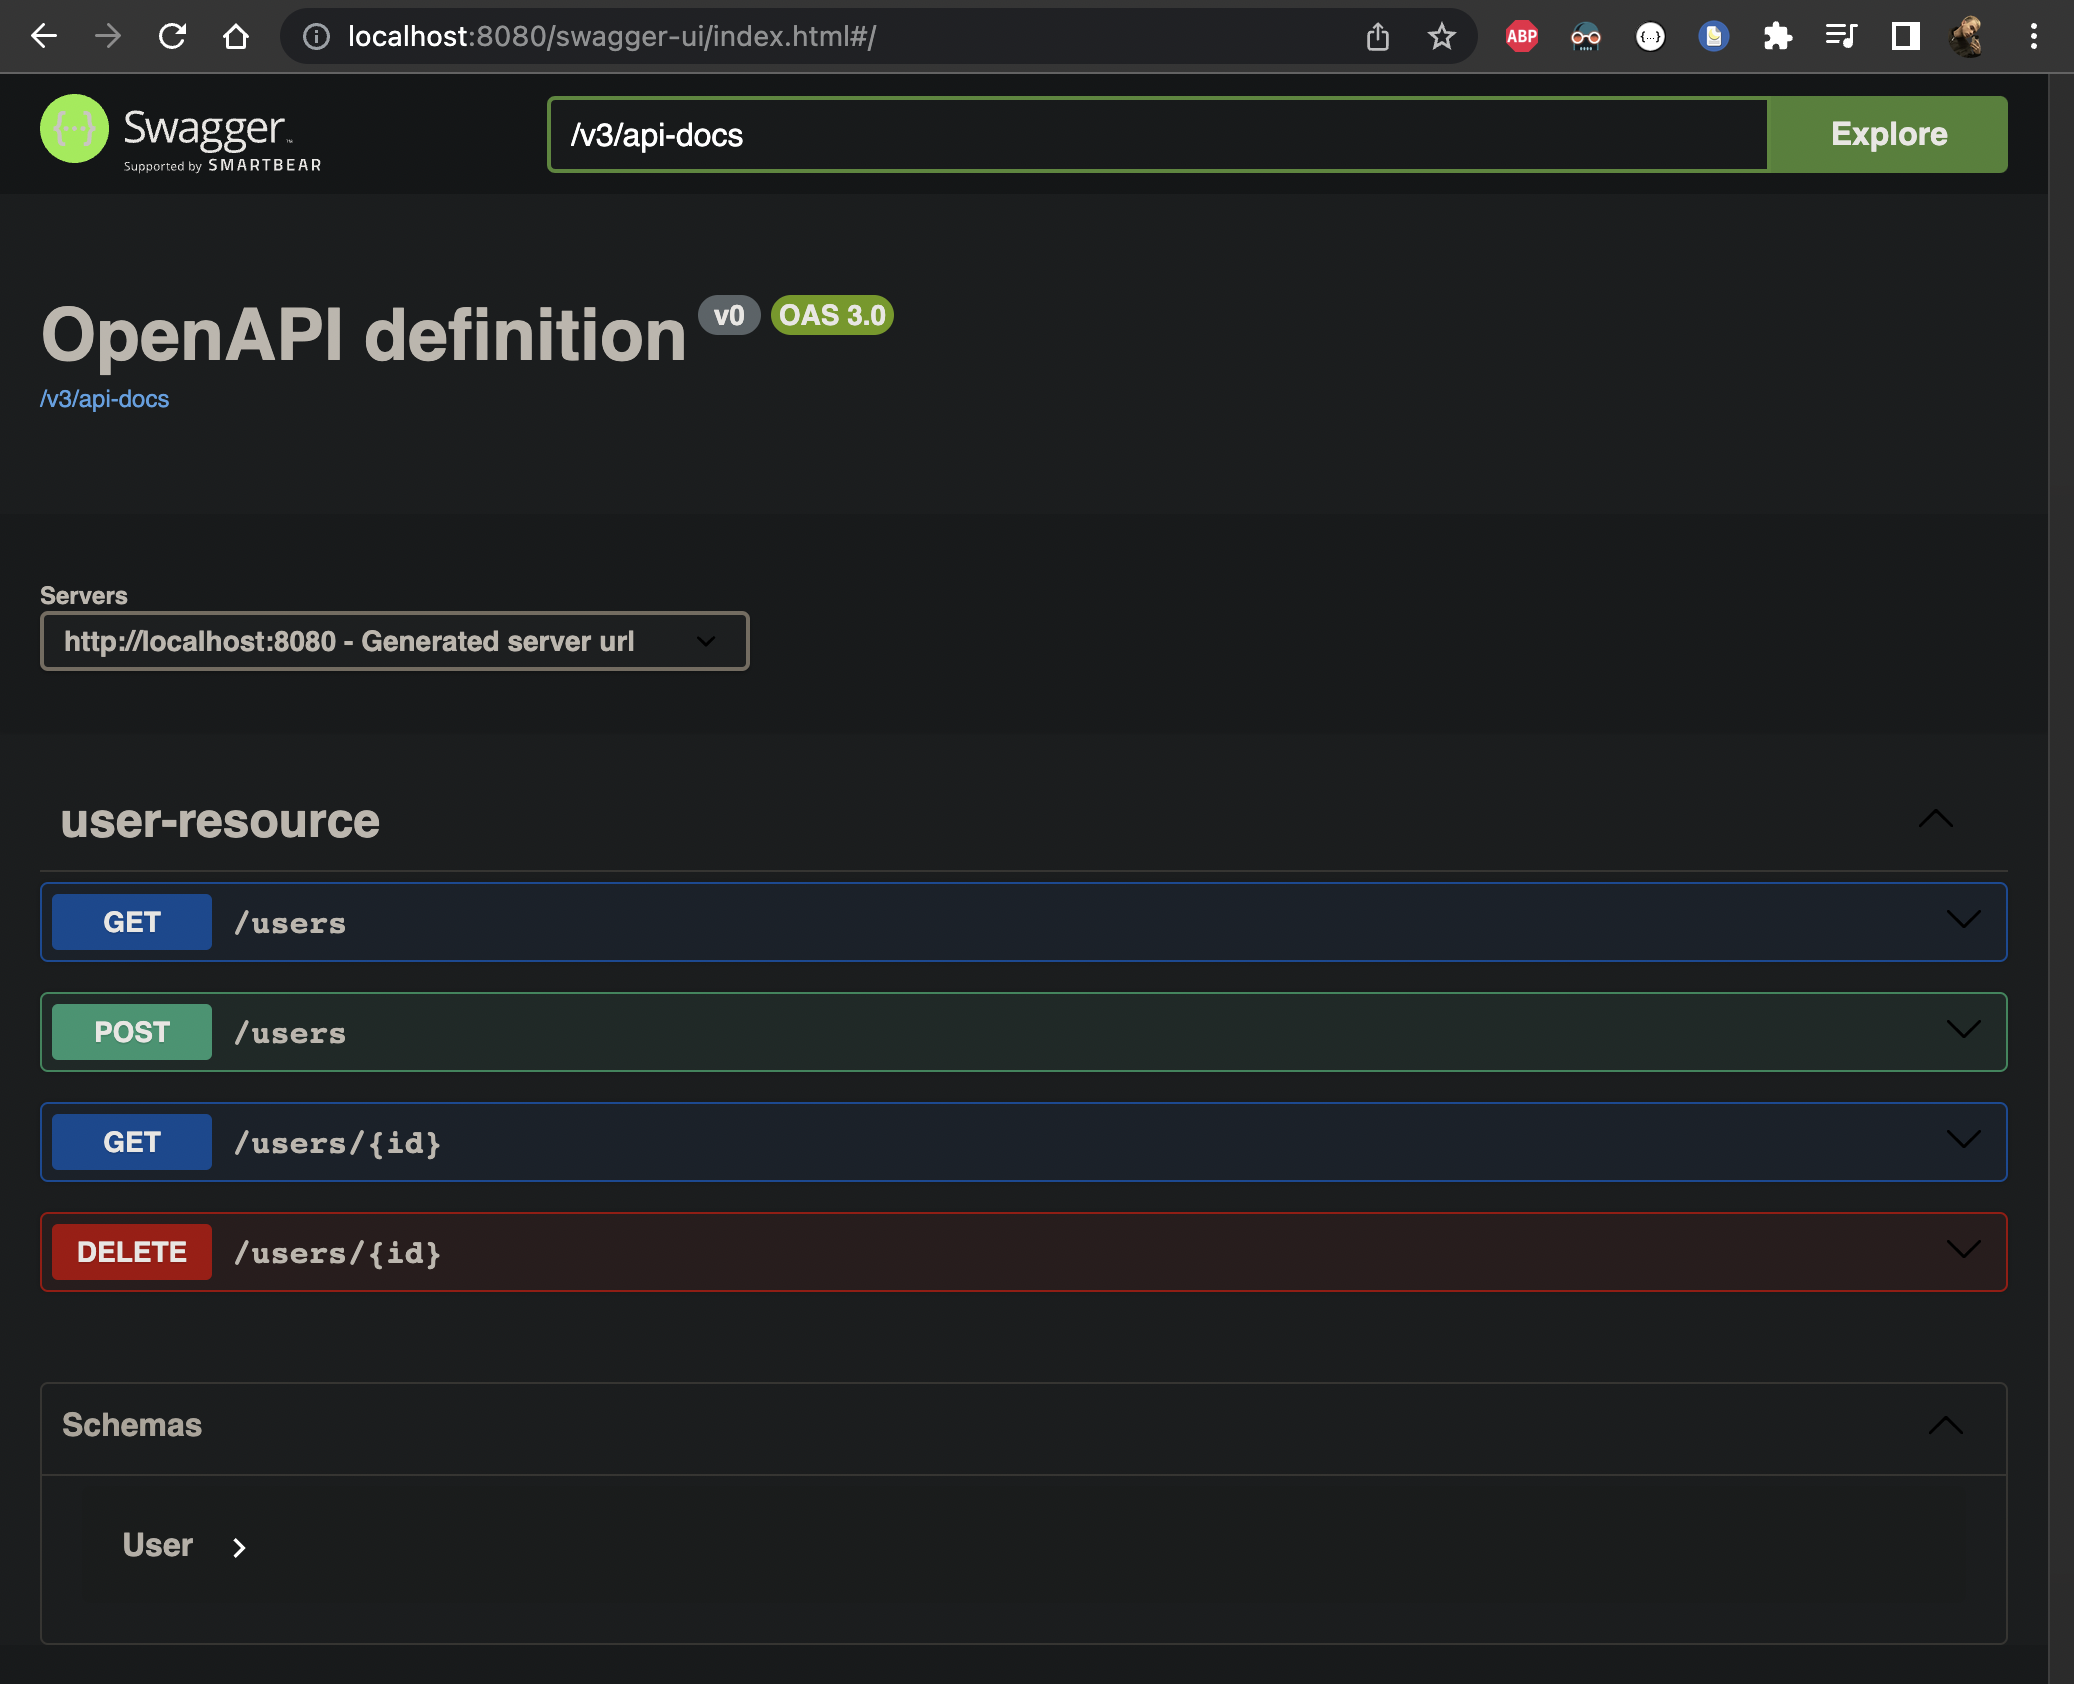 localhost:8080/swagger-ui/index.html#/
ABP
{...}
Swagger™
Supported by SMARTBEAR
/v3/api-docs
Explore
OpenAPI definition v0 OAS 3.0
/v3/api-docs
Servers
http://localhost:8080 - Generated server url
user-resource
GET /users
POST /users
GET /users/{id}
DELETE /users/{id}
Schemas
User